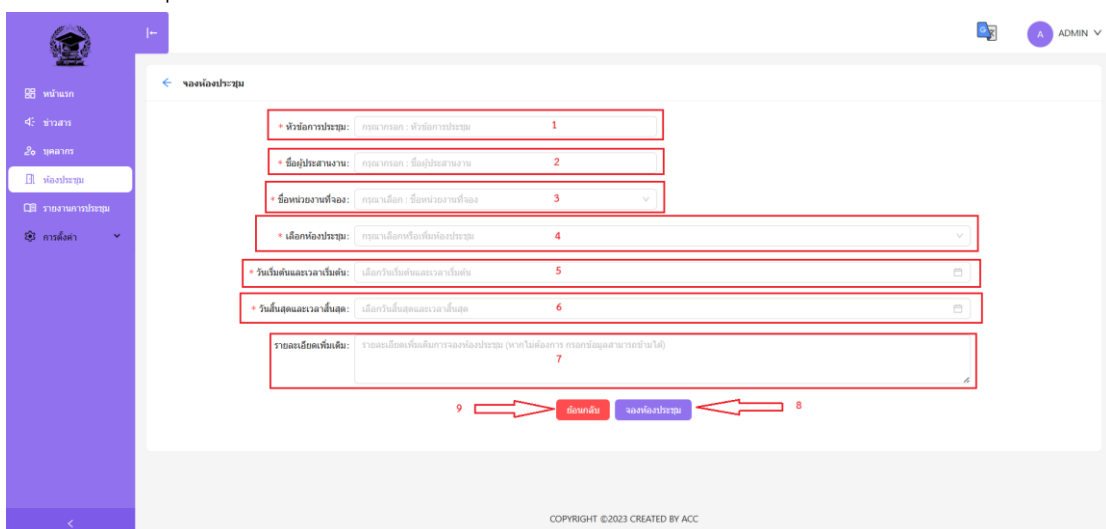 A ADMIN
จองห้องประชุม
หน้าแรก
ข่าวสาร
บุคลากร
ห้องประชุม
รายงานการประชุม
การตั้งค่า
* หัวข้อการประชุม: กรุณากรอก : หัวข้อการประชุม 1
* ชื่อผู้ประสานงาน: กรุณากรอก : ชื่อผู้ประสานงาน 2
* ชื่อหน่วยงานที่จอง: กรุณาเลือก : ชื่อหน่วยงานที่จอง 3
* เลือกห้องประชุม: กรุณาเลือกหรือเพิ่มห้องประชุม 4
* วันเริ่มต้นและเวลาเริ่มต้น: เลือกวันเริ่มต้นและเวลาเริ่มต้น 5
* วันสิ้นสุดและเวลาสิ้นสุด: เลือกวันสิ้นสุดและเวลาสิ้นสุด 6
รายละเอียดเพิ่มเติม: รายละเอียดเพิ่มเติมการจองห้องประชุม (หากไม่ต้องการ กรอกข้อมูลสามารถข้ามได้)
7
9 ย้อนกลับ จองห้องประชุม 8
COPYRIGHT ©2023 CREATED BY ACC